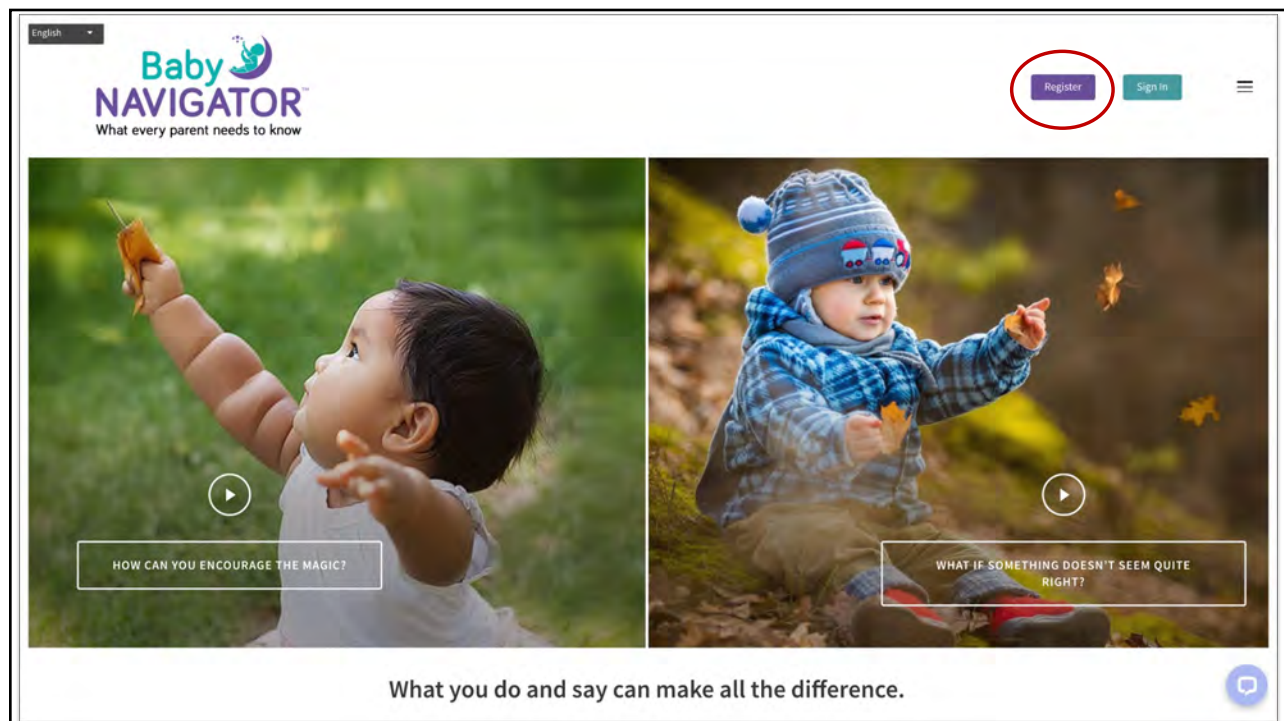 English
Baby
NAVIGATOR™
What every parent needs to know
Register
Sign In
HOW CAN YOU ENCOURAGE THE MAGIC?
WHAT IF SOMETHING DOESN'T SEEM QUITE
RIGHT?
What you do and say can make all the difference.